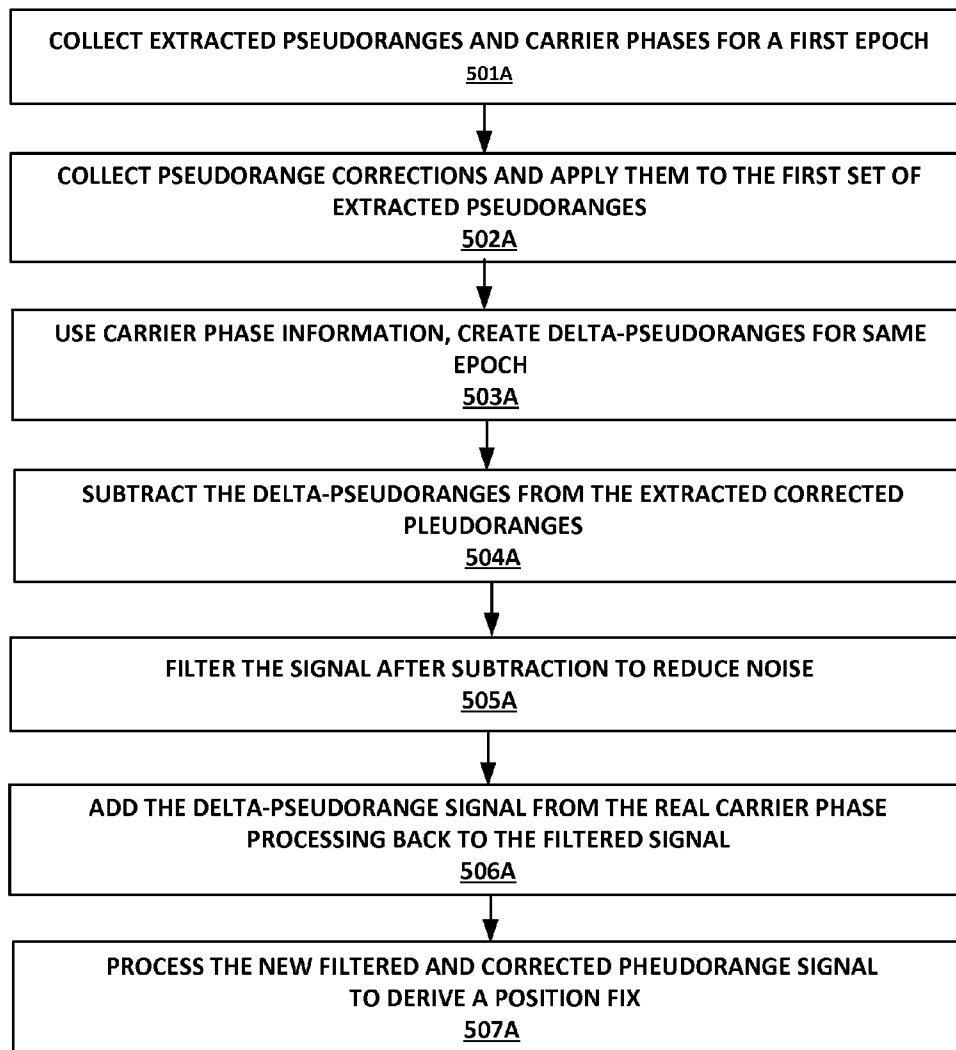 COLLECT EXTRACTED PSEUDORANGES AND CARRIER PHASES FOR A FIRST EPOCH
501A
COLLECT PSEUDORANGE CORRECTIONS AND APPLY THEM TO THE FIRST SET OF
EXTRACTED PSEUDORANGES
502A
USE CARRIER PHASE INFORMATION, CREATE DELTA-PSEUDORANGES FOR SAME
EPOCH
503A
SUBTRACT THE DELTA-PSEUDORANGES FROM THE EXTRACTED CORRECTED
PLEUDORANGES
504A
FILTER THE SIGNAL AFTER SUBTRACTION TO REDUCE NOISE
505A
ADD THE DELTA-PSEUDORANGE SIGNAL FROM THE REAL CARRIER PHASE
PROCESSING BACK TO THE FILTERED SIGNAL
506A
PROCESS THE NEW FILTERED AND CORRECTED PHEUDORANGE SIGNAL
TO DERIVE A POSITION FIX
507A